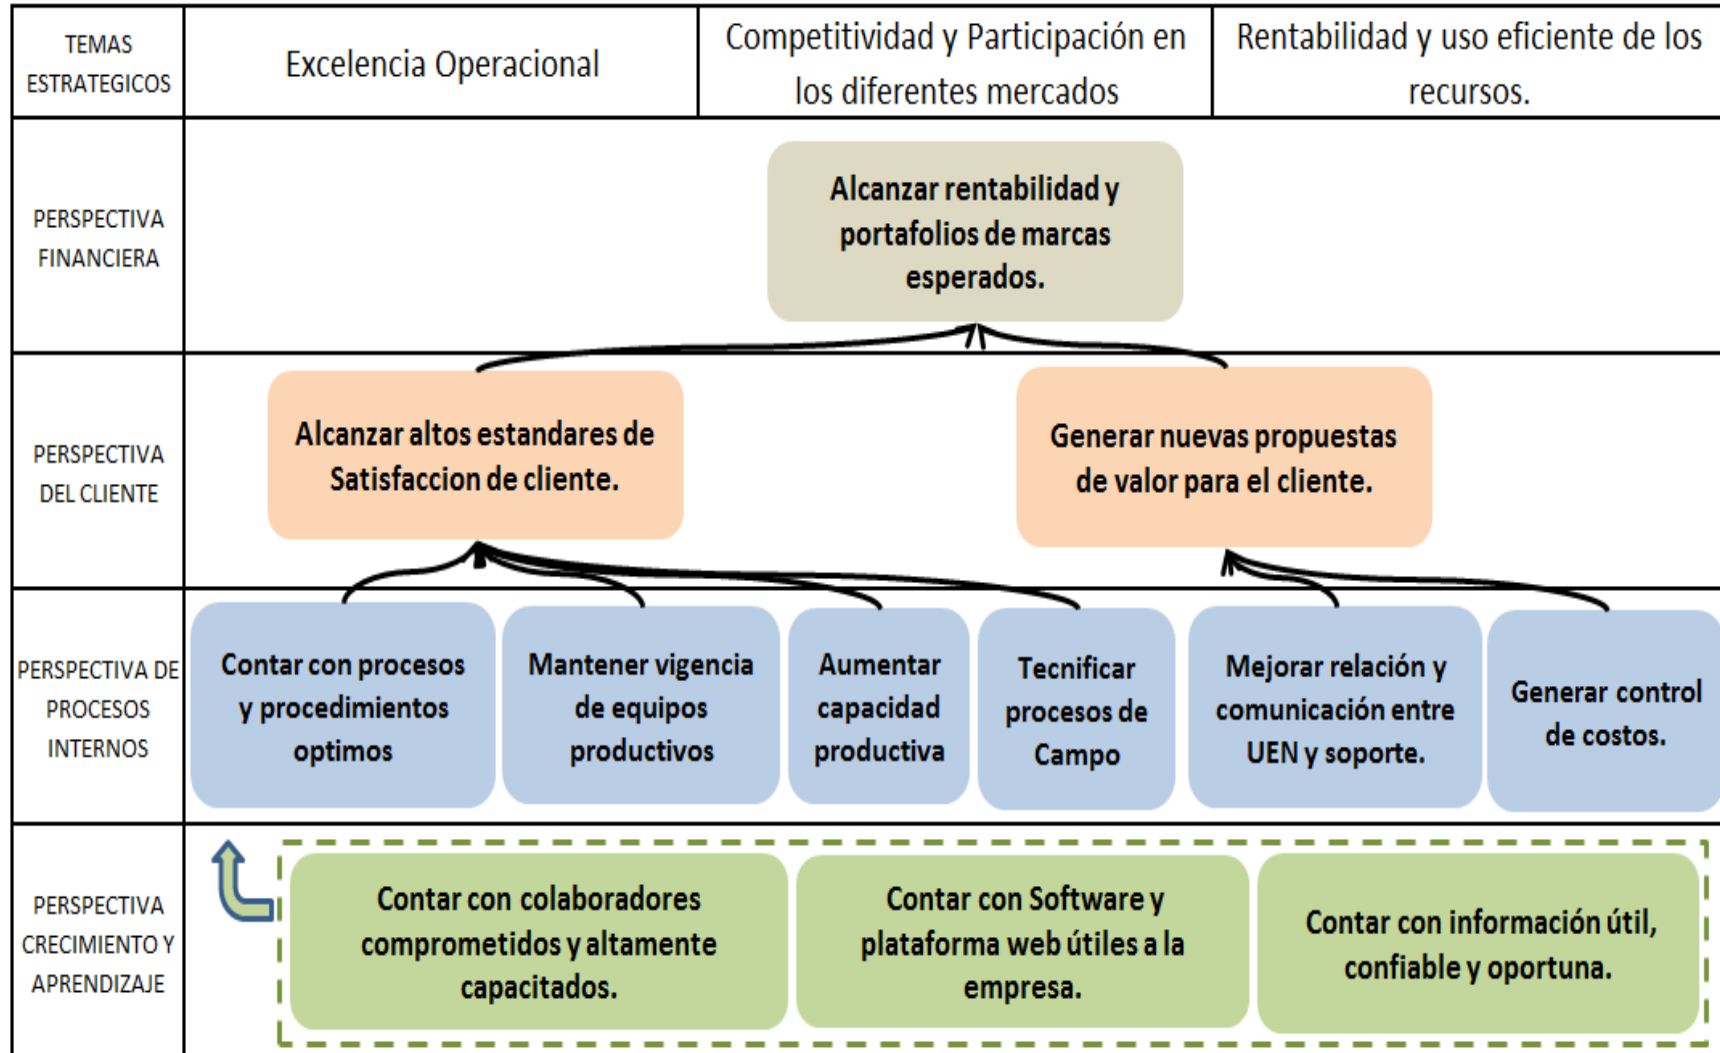 TEMAS
ESTRATEGICOS
Excelencia Operacional
Competitividad y Participación en
los diferentes mercados
Rentabilidad y uso eficiente de los
recursos.
PERSPECTIVA
FINANCIERA
Alcanzar rentabilidad y
portafolios de marcas
esperados.
PERSPECTIVA
DEL CLIENTE
Alcanzar altos estandares de
Satisfaccion de cliente.
Generar nuevas propuestas
de valor para el cliente.
PERSPECTIVA DE
PROCESOS
INTERNOS
Contar con procesos
y procedimientos
optimos
Mantener vigencia
de equipos
productivos
Aumentar
capacidad
productiva
Tecnificar
procesos de
Campo
Mejorar relación y
comunicación entre
UEN y soporte.
Generar control
de costos.
PERSPECTIVA
CRECIMIENTO Y
APRENDIZAJE
Contar con colaboradores
comprometidos y altamente
capacitados.
Contar con Software y
plataforma web útiles a la
empresa.
Contar con información útil,
confiable y oportuna.